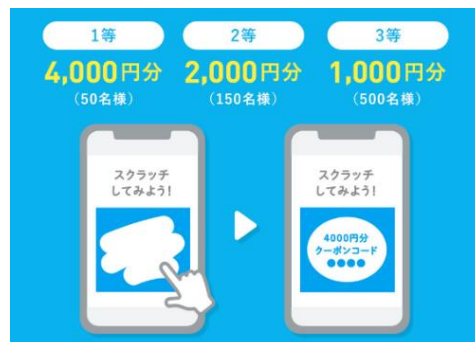 1等 2等 3等
4,000円分 2,000円分 1,000円分
(50名様) (150名様) (500名様)
スクラッチ
してみよう!
スクラッチ
してみよう!
4000円分
クーポンコード
●●●●